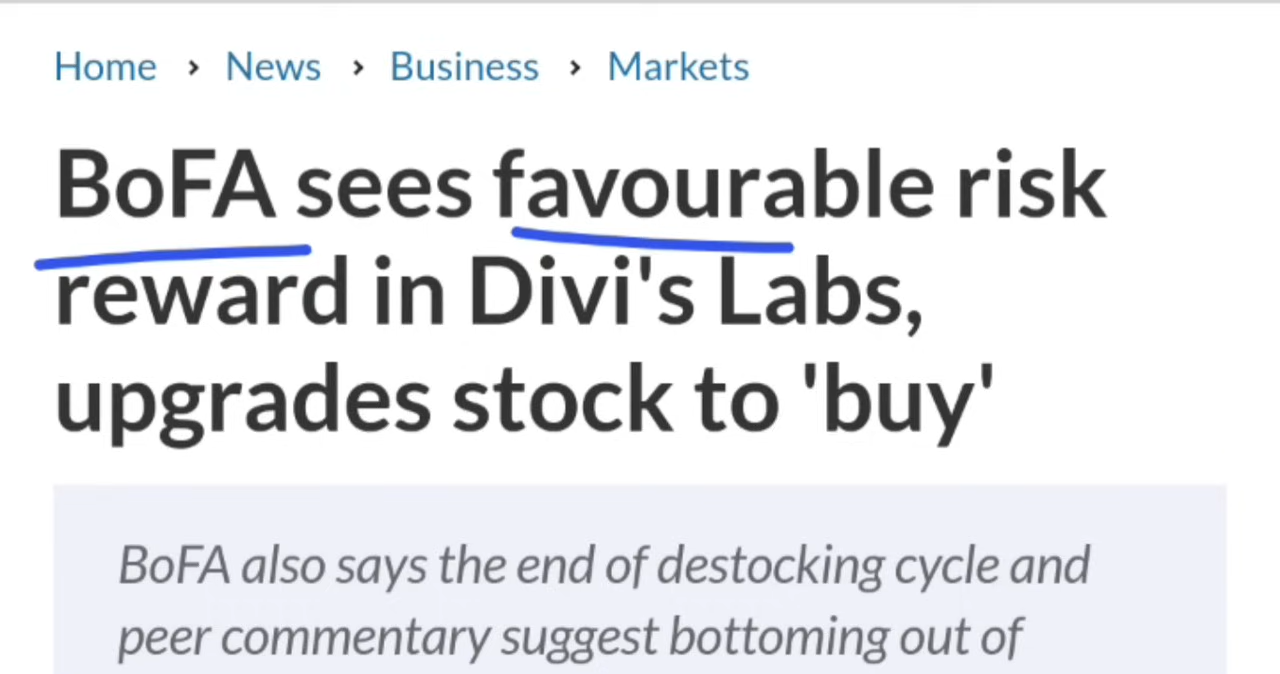 Home › News › Business › Markets
BoFA sees favourable risk
reward in Divi's Labs,
upgrades stock to 'buy'
BoFA also says the end of destocking cycle and
peer commentary suggest bottoming out of